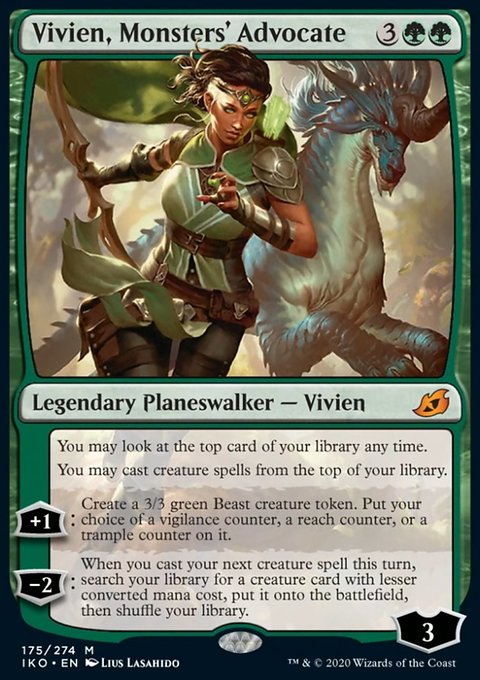 Vivien, Monsters' Advocate 3
Legendary Planeswalker — Vivien
You may look at the top card of your library any time.
You may cast creature spells from the top of your library.
+1: Create a 3/3 green Beast creature token. Put your
choice of a vigilance counter, a reach counter, or a
trample counter on it.
-2: When you cast your next creature spell this turn,
search your library for a creature card with lesser
converted mana cost, put it onto the battlefield,
then shuffle your library.
3
175/274 M
IKO • EN Lius Lasahido
™ & © 2020 Wizards of the Coast